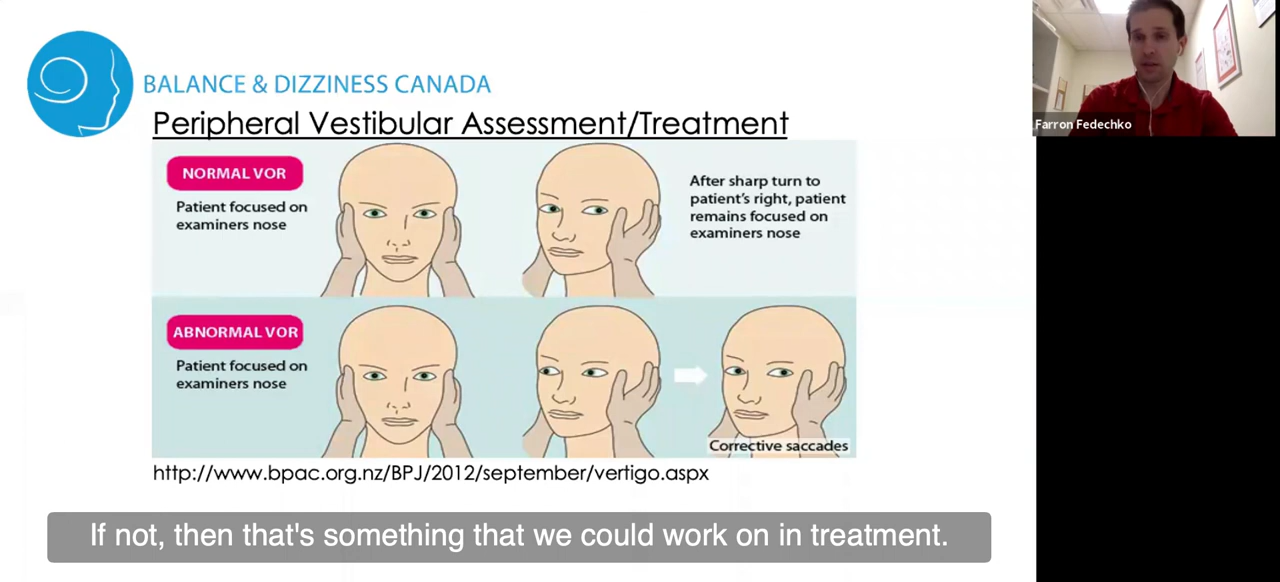 BALANCE & DIZZINESS CANADA
Peripheral Vestibular Assessment/Treatment
NORMAL VOR
Patient focused on
examiners nose
After sharp turn to
patient's right, patient
remains focused on
examiners nose
ABNORMAL VOR
Patient focused on
examiners nose
Corrective saccades
http://www.bpac.org.nz/BPJ/2012/september/vertigo.aspx
If not, then that's something that we could work on in treatment.
Farron Fedechko